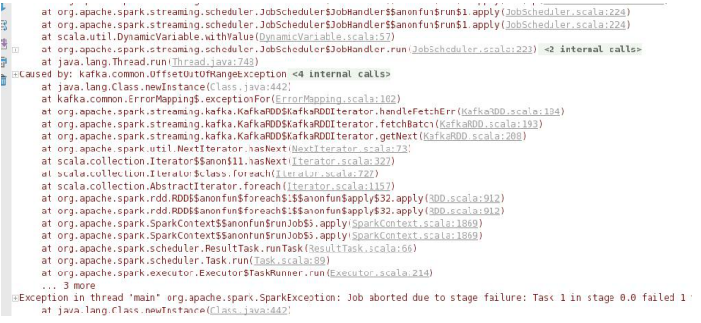 at org.apache.spark.streaming.scheduler.JobScheduler$JobHandler$$anonfun$run$1.apply(JobScheduler.scala:224)
at org.apache.spark.streaming.scheduler.JobScheduler$JobHandler$$anonfun$run$1.apply(JobScheduler.scala:224)
at scala.util.DynamicVariable.withValue(DynamicVariable.scala:57)
at org.apache.spark.streaming.scheduler.JobScheduler$JobHandler.run(JobScheduler.scala:223) <2 internal calls>
at java.lang.Thread.run(Thread.java:743)
Caused by: kafka.common.OffsetOutOfRangeException <4 internal calls>
at java.lang.Class.newInstance(Class.java:442)
at kafka.common.ErrorMapping$.exceptionFor(ErrorMapping.scala:102)
at org.apache.spark.streaming.kafka.KafkaRDD$KafkaRDDIterator.handleFetchErr(KafkaRDD.scala:184)
at org.apache.spark.streaming.kafka.KafkaRDD$KafkaRDDIterator.fetchBatch(KafkaRDD.scala:193)
at org.apache.spark.streaming.kafka.KafkaRDD$KafkaRDDIterator.getNext(KafkaRDD.scala:208)
at org.apache.spark.util.NextIterator.hasNext(NextIterator.scala:73)
at scala.collection.Iterator$$anon$11.hasNext(Iterator.scala:327)
at scala.collection.Iterator$class.foreach(Iterator.scala:727)
at scala.collection.AbstractIterator.foreach(Iterator.scala:1157)
at org.apache.spark.rdd.RDD$$anonfun$foreach$1$$anonfun$apply$32.apply(RDD.scala:912)
at org.apache.spark.rdd.RDD$$anonfun$foreach$1$$anonfun$apply$32.apply(RDD.scala:912)
at org.apache.spark.SparkContext$$anonfun$runJob$5.apply(SparkContext.scala:1869)
at org.apache.spark.SparkContext$$anonfun$runJob$5.apply(SparkContext.scala:1869)
at org.apache.spark.scheduler.ResultTask.runTask(ResultTask.scala:66)
at org.apache.spark.scheduler.Task.run(Task.scala:89)
at org.apache.spark.executor.Executor$TaskRunner.run(Executor.scala:214)
... 3 more
Exception in thread "main" org.apache.spark.SparkException: Job aborted due to stage failure: Task 1 in stage 0.0 failed 1
at java.lang.Class.newInstance(Class.java:442)